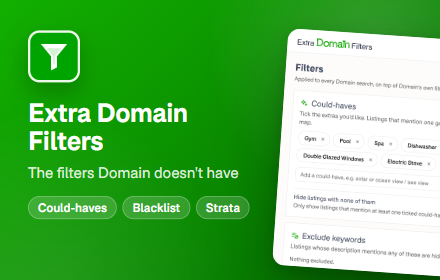 Extra Domain
Filters
The filters Domain doesn't have
Could-haves
Blacklist
Strata
Extra Domain Filters
Filters
Applied to every Domain search, on top of Domain's own
Could-haves
Tick the extras you'd like. Listings that mention one
map.
Gym ×
Pool ×
Spa ×
Dishwasher
Double Glazed Windows ×
Electric Stove ×
Add a could-have, e.g. solar or ocean view / sea view
Hide listings with none of them
Only show listings that mention at least one ticked
Exclude keywords
Listings whose description mentions any of these are
Nothing excluded.